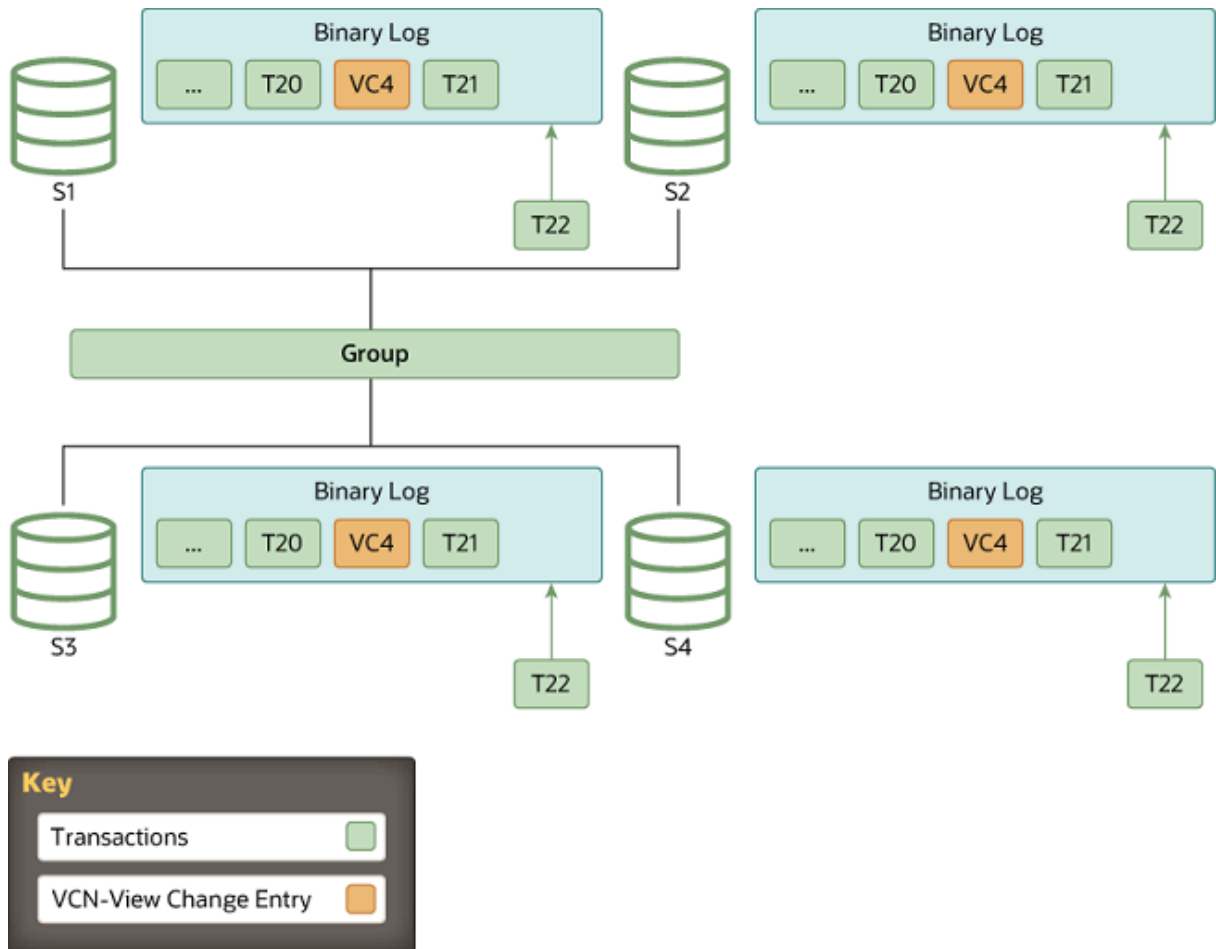 Binary Log
... T20 VC4 T21
S1
T22
Binary Log
... T20 VC4 T21
S2
T22
Group
Binary Log
... T20 VC4 T21
S3
T22
Binary Log
... T20 VC4 T21
S4
T22
Key
Transactions
VCN-View Change Entry